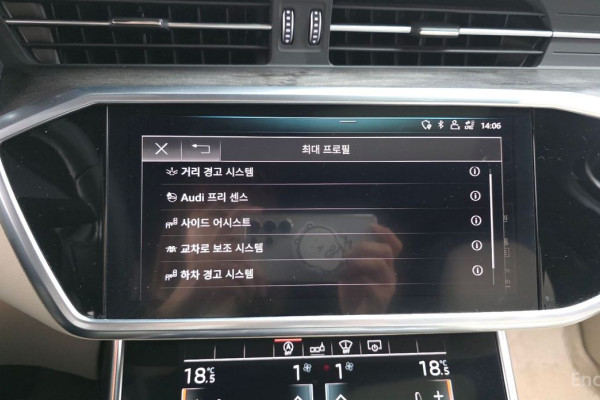 14:06
최대 프로필
거리 경고 시스템
Audi 프리 센스
사이드 어시스트
교차로 보조 시스템
하차 경고 시스템
18.5°C 1 1 18.5°C
Enc